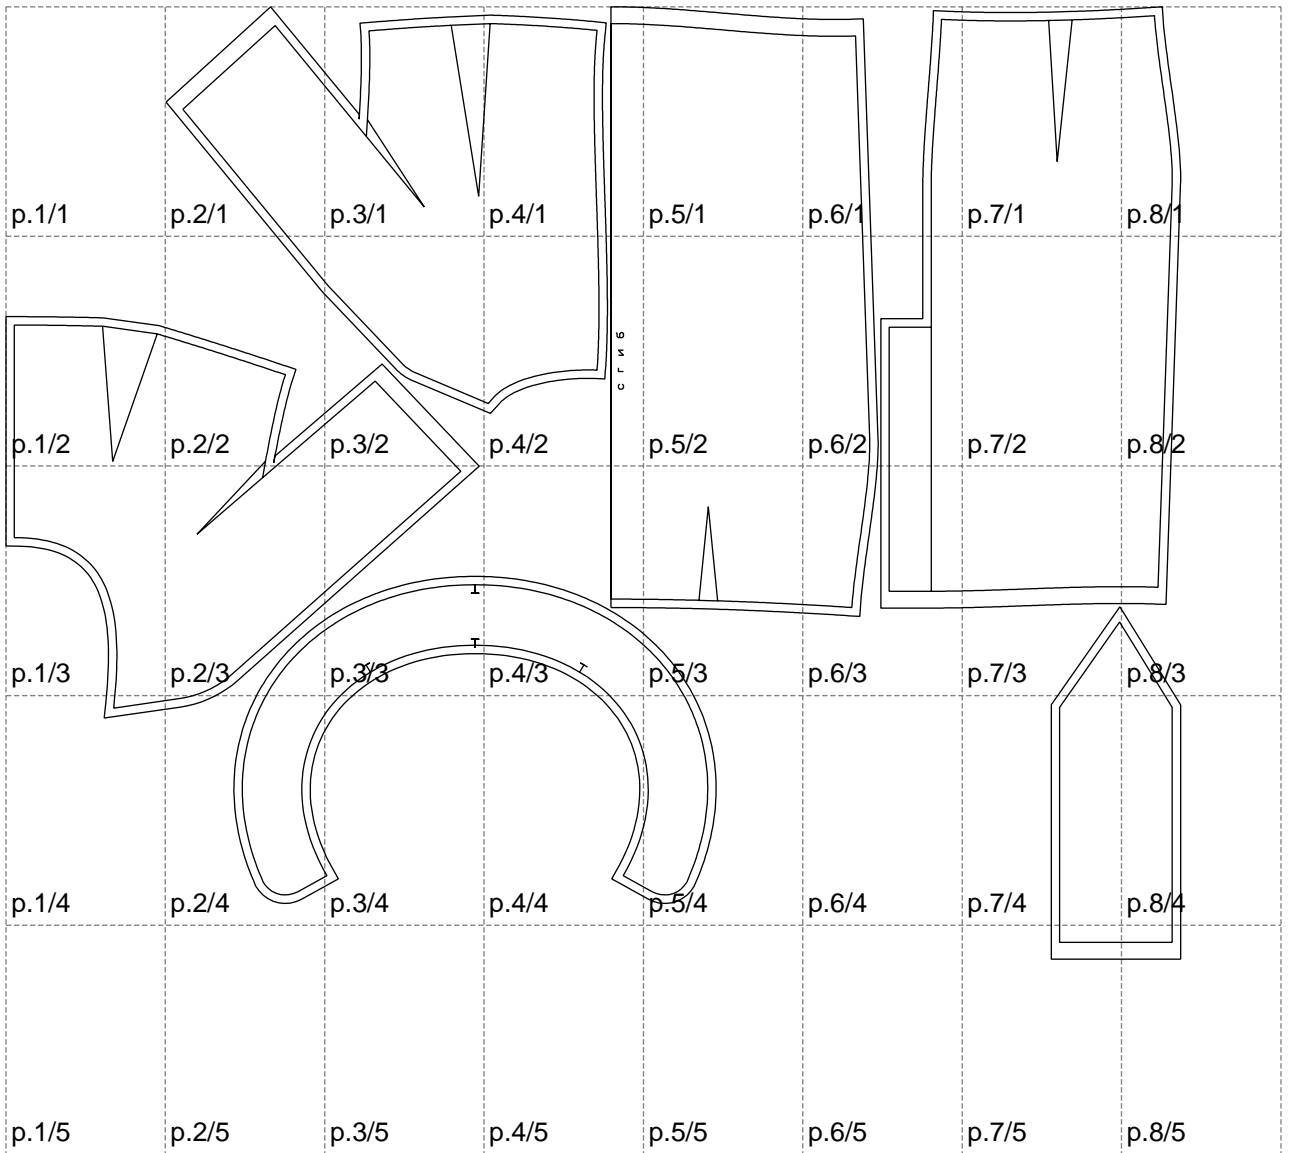 p.1/1 p.2/1 p.3/1 p.4/1 p.5/1 p.6/1 p.7/1 p.8/1
сгиб
p.1/2 p.2/2 p.3/2 p.4/2 p.5/2 p.6/2 p.7/2 p.8/2
p.1/3 p.2/3 p.3/3 p.4/3 p.5/3 p.6/3 p.7/3 p.8/3
p.1/4 p.2/4 p.3/4 p.4/4 p.5/4 p.6/4 p.7/4 p.8/4
p.1/5 p.2/5 p.3/5 p.4/5 p.5/5 p.6/5 p.7/5 p.8/5